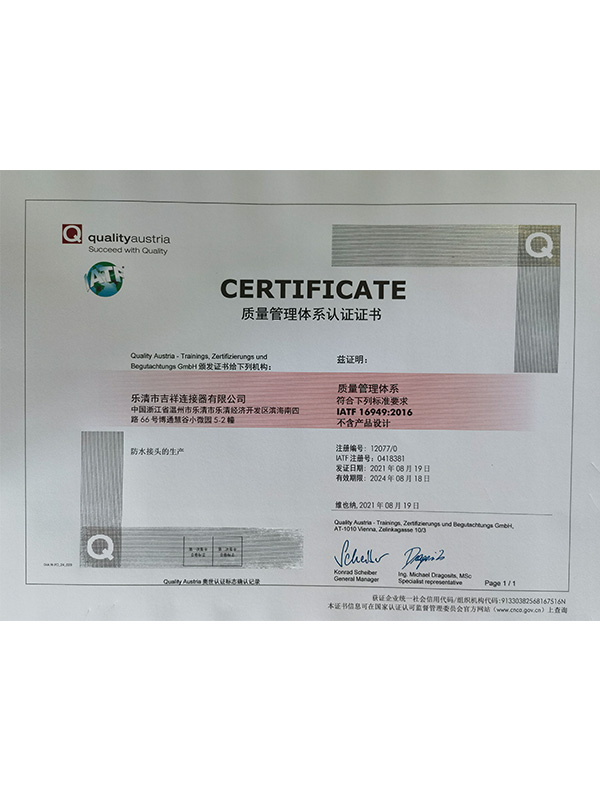 Q qualityaustria
Succeed with Quality
Q
IATF
CERTIFICATE
质量管理体系认证证书
Quality Austria - Trainings, Zertifizierungs und
Begutachtungs GmbH 颁发证书给下列机构:
兹证明:
乐清市吉祥连接器有限公司
中国浙江省温州市乐清市乐清经济开发区滨海南四
路 66 号博通慧谷小微园 5-2 幢
质量管理体系
符合下列标准要求
IATF 16949:2016
不含产品设计
防水接头的生产
注册编号: 12077/0
IATF 注册号: 0418381
发证日期: 2021 年 08 月 19 日
有效期限: 2024 年 08 月 18 日
维也纳, 2021 年 08 月 19 日
Quality Austria - Trainings, Zertifizierungs und Begutachtungs GmbH,
AT-1010 Vienna, Zelinkagasse 10/3
Q
Konrad Scheiber
General Manager
Ing. Michael Dragosits, MSc
Specialist representative
Page 1 / 1
Quality Austria 奥世认证标志确认记录
获证企业统一社会信用代码/组织机构代码:91330382568167516N
本证书信息可在国家认证认可监督管理委员会官方网站 (www.cnca.gov.cn) 上查询